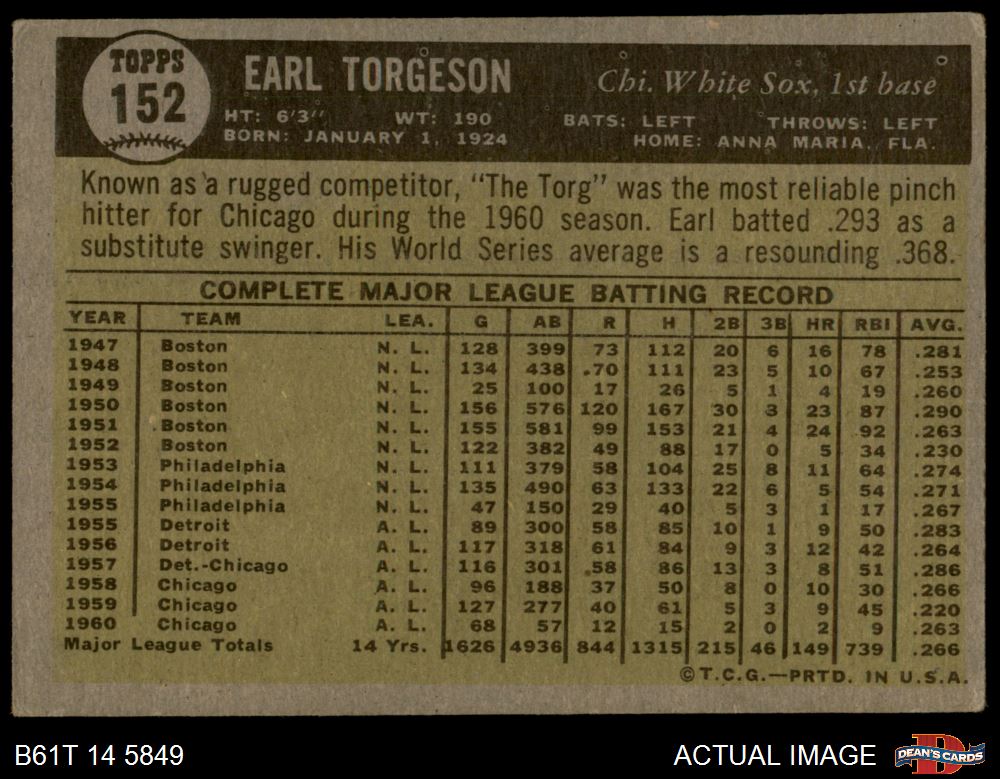 TOPPS
152
EARL TORGESON
Chi. White Sox, 1st base
HT: 6'3" WT: 190 BATS: LEFT THROWS: LEFT
BORN: JANUARY 1, 1924 HOME: ANNA MARIA, FLA.
Known as a rugged competitor, "The Torg" was the most reliable pinch
hitter for Chicago during the 1960 season. Earl batted .293 as a
substitute swinger. His World Series average is a resounding .368.
COMPLETE MAJOR LEAGUE BATTING RECORD
YEAR TEAM LEA. G AB R H 2B 3B HR RBI AVG.
1947 Boston N. L. 128 399 73 112 20 6 16 78 .281
1948 Boston N. L. 134 438 70 111 23 5 10 67 .253
1949 Boston N. L. 25 100 17 26 5 1 4 19 .260
1950 Boston N. L. 156 576 120 167 30 3 23 87 .290
1951 Boston N. L. 155 581 99 153 21 4 24 92 .263
1952 Boston N. L. 122 382 49 88 17 0 5 34 .230
1953 Philadelphia N. L. 111 379 58 104 25 8 11 64 .274
1954 Philadelphia N. L. 135 490 63 133 22 6 5 54 .271
1955 Philadelphia N. L. 47 150 29 40 5 3 1 17 .267
1955 Detroit A. L. 89 300 58 85 10 1 9 50 .283
1956 Detroit A. L. 117 318 61 84 9 3 12 42 .264
1957 Det.-Chicago A. L. 116 301 58 86 13 3 8 51 .286
1958 Chicago A. L. 96 188 37 50 8 0 10 30 .266
1959 Chicago A. L. 127 277 40 61 5 3 9 45 .220
1960 Chicago A. L. 68 57 12 15 2 0 2 9 .263
Major League Totals 14 Yrs. 1626 4936 844 1315 215 46 149 739 .266
©T.C.G.—PRTD. IN U.S.A.
B61T 14 5849 ACTUAL IMAGE DEAN'S CARDS